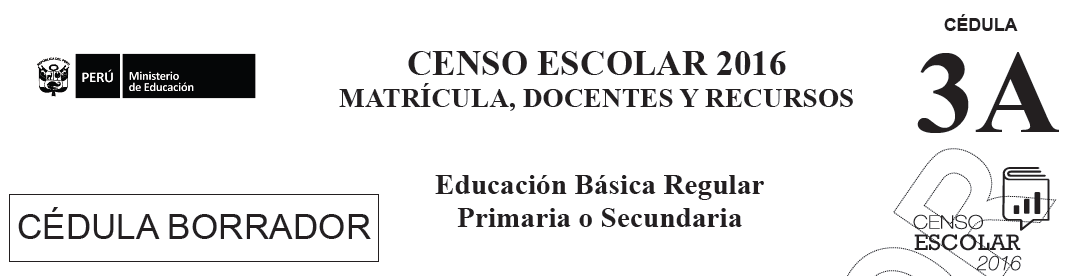 CÉDULA
3A
PERÚ
Ministerio
de Educación
CENSO ESCOLAR 2016
MATRÍCULA, DOCENTES Y RECURSOS
Educación Básica Regular
Primaria o Secundaria
CÉDULA BORRADOR
CENSO
ESCOLAR
2016